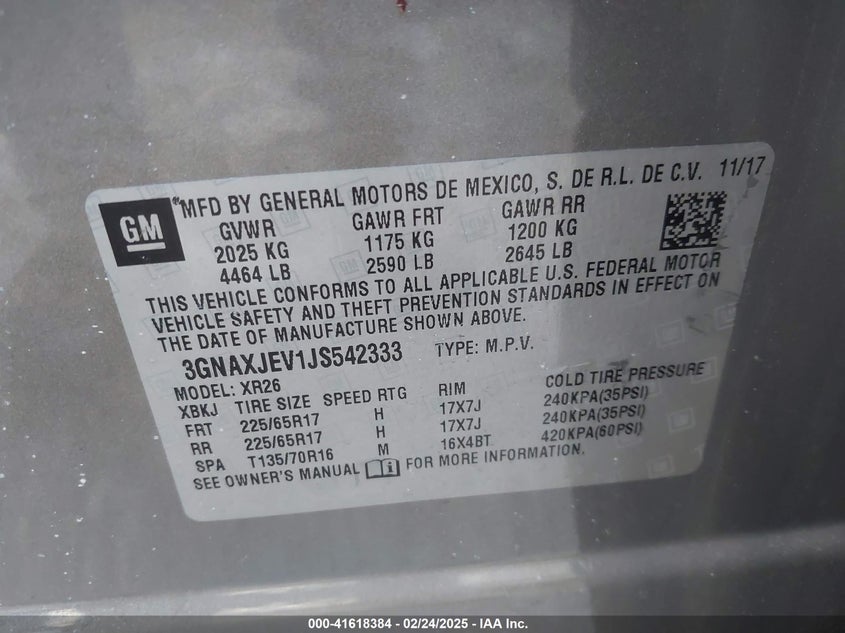 GM
MFD BY GENERAL MOTORS DE MEXICO, S. DE R.L. DE C.V. 11/17
GVWR GAWR FRT GAWR RR
2025 KG 1175 KG 1200 KG
4464 LB 2590 LB 2645 LB
THIS VEHICLE CONFORMS TO ALL APPLICABLE U.S. FEDERAL MOTOR
VEHICLE SAFETY AND THEFT PREVENTION STANDARDS IN EFFECT ON
THE DATE OF MANUFACTURE SHOWN ABOVE.
3GNAXJEV1JS542333 TYPE: M.P.V.
MODEL: XR26
XBKJ TIRE SIZE SPEED RTG RIM COLD TIRE PRESSURE
FRT 225/65R17 H 17X7J 240KPA(35PSI)
RR 225/65R17 H 17X7J 240KPA(35PSI)
SPA T135/70R16 M 16X4BT 420KPA(60PSI)
SEE OWNER'S MANUAL FOR MORE INFORMATION.
000-41618384 - 02/24/2025 - IAA Inc.